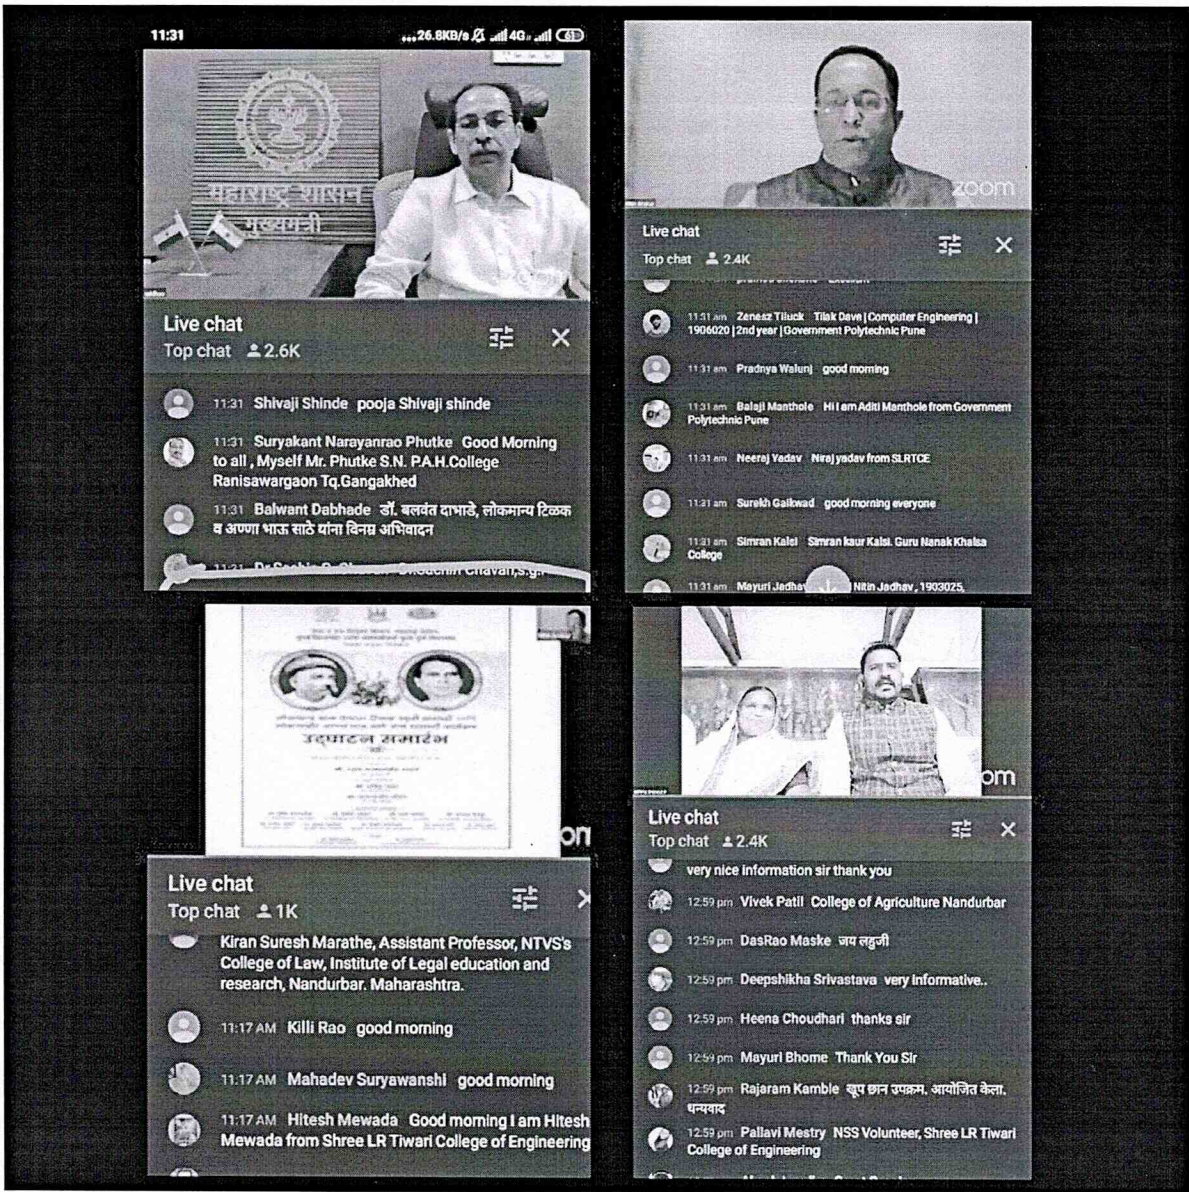 11:31
26.8KB/s 4G 61
महाराष्ट्र शासन
मुख्यमंत्री
Live chat
Top chat 2.6K
11:31 Shivaji Shinde pooja Shivaji shinde
11:31 Suryakant Narayanrao Phutke Good Morning
to all , Myself Mr. Phutke S.N. P.A.H.College
Ranisawargaon Tq.Gangakhed
11:31 Balwant Dabhade डॉ. बलवंत दाभाडे, लोकमान्य टिळक
व अण्णा भाऊ साठे यांना विनम्र अभिवादन
11:31
zoom
Live chat
Top chat 2.4K
11:31 am Zeneaz Tiluck Tilak Dave | Computer Engineering |
1906020 | 2nd year | Government Polytechnic Pune
11:31 am Pradnya Walunj good morning
11:31 am Balaji Manthole Hi I am Aditi Manthole from Government
Polytechnic Pune
11:31 am Neeraj Yadav Niraj yadav from SLRTCE
11:31 am Surekh Gaikwad good morning everyone
11:31 am Simran Kalsi Simran kaur Kalsi. Guru Nanak Khalsa
College
11:31 am Mayuri Jadhav Nitin Jadhav , 1903025,
उद्घाटन समारंभ
om
Live chat
Top chat 1K
Kiran Suresh Marathe, Assistant Professor, NTVS's
College of Law, Institute of Legal education and
research, Nandurbar. Maharashtra.
11:17 AM Killi Rao good morning
11:17 AM Mahadev Suryawanshi good morning
11:17 AM Hitesh Mewada Good morning I am Hitesh
Mewada from Shree LR Tiwari College of Engineering
om
Live chat
Top chat 2.4K
very nice information sir thank you
12:59 pm Vivek Patil College of Agriculture Nandurbar
12:59 pm DasRao Maske जय लहुजी
12:59 pm Deepshikha Srivastava very informative..
12:59 pm Heena Choudhari thanks sir
12:59 pm Mayuri Bhome Thank You Sir
12:59 pm Rajaram Kamble खूप छान उपक्रम. आयोजित केला.
धन्यवाद
12:59 pm Pallavi Mestry NSS Volunteer, Shree LR Tiwari
College of Engineering